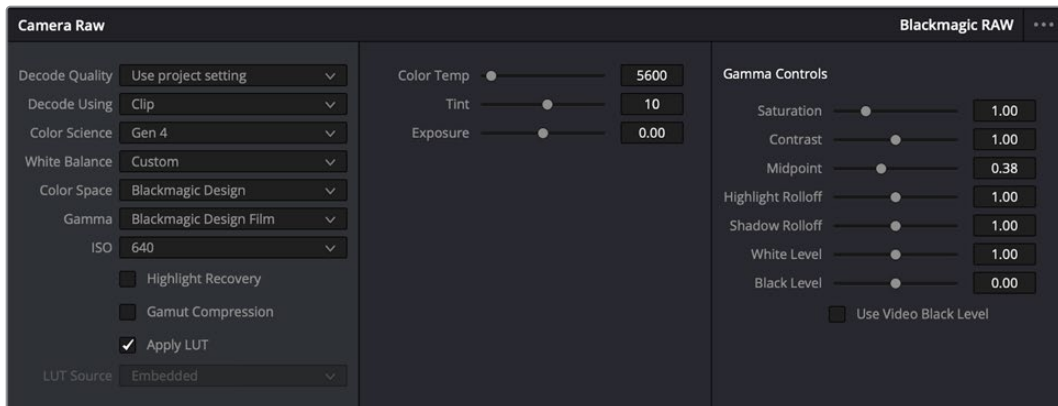 Camera Raw
Blackmagic RAW
Decode Quality Use project setting
Decode Using Clip
Color Science Gen 4
White Balance Custom
Color Space Blackmagic Design
Gamma Blackmagic Design Film
ISO 640
Highlight Recovery
Gamut Compression
Apply LUT
LUT Source Embedded
Color Temp 5600
Tint 10
Exposure 0.00
Gamma Controls
Saturation 1.00
Contrast 1.00
Midpoint 0.38
Highlight Rolloff 1.00
Shadow Rolloff 1.00
White Level 1.00
Black Level 0.00
Use Video Black Level